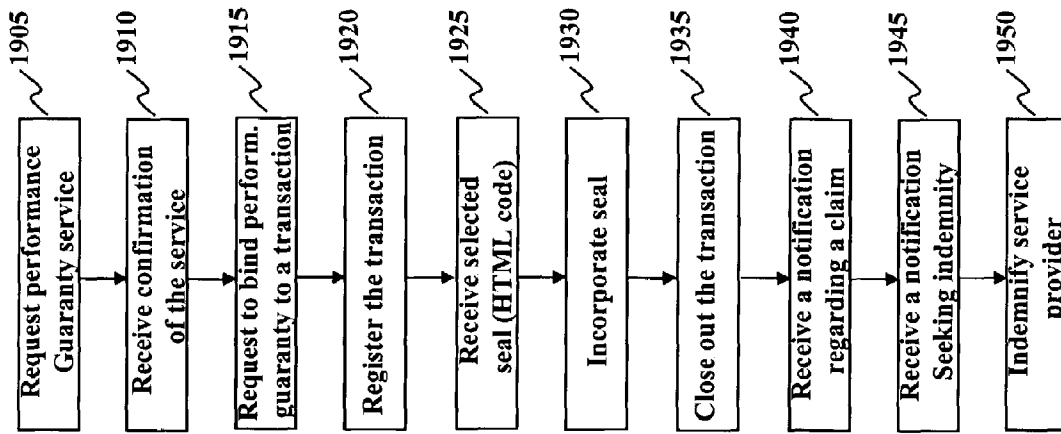 1905
Request performance
Guaranty service
1910
Receive confirmation
of the service
1915
Request to bind perform.
guaranty to a transaction
1920
Register the transaction
1925
Receive selected
seal (HTML code)
1930
Incorporate seal
1935
Close out the transaction
1940
Receive a notification
regarding a claim
1945
Receive a notification
Seeking indemnity
1950
Indemnify service
provider